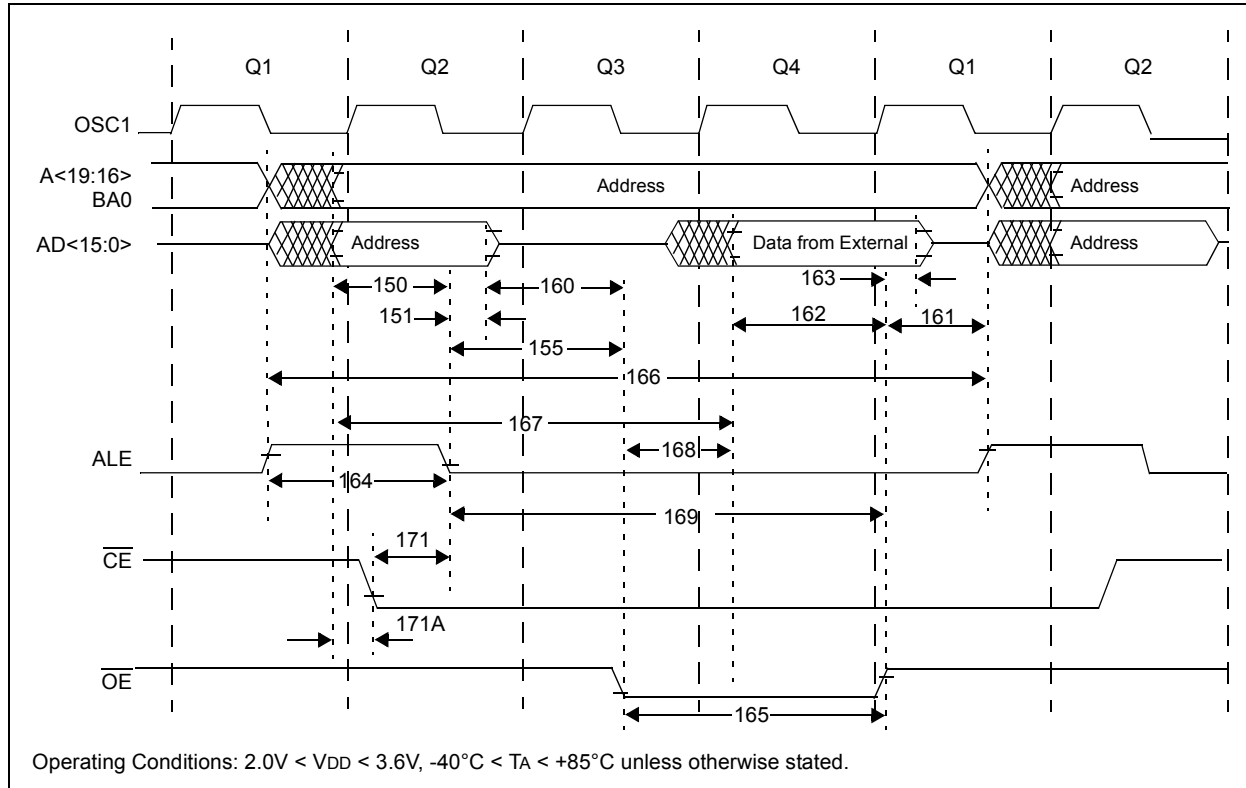 Q1 Q2 Q3 Q4 Q1 Q2
OSC1
A<19:16>
BA0
Address
Address
AD<15:0>
Address
Data from External
Address
150
160
163
151
162
161
155
166
167
168
ALE
164
169
CE
171
171A
OE
165
Operating Conditions: 2.0V < VDD < 3.6V, -40°C < TA < +85°C unless otherwise stated.